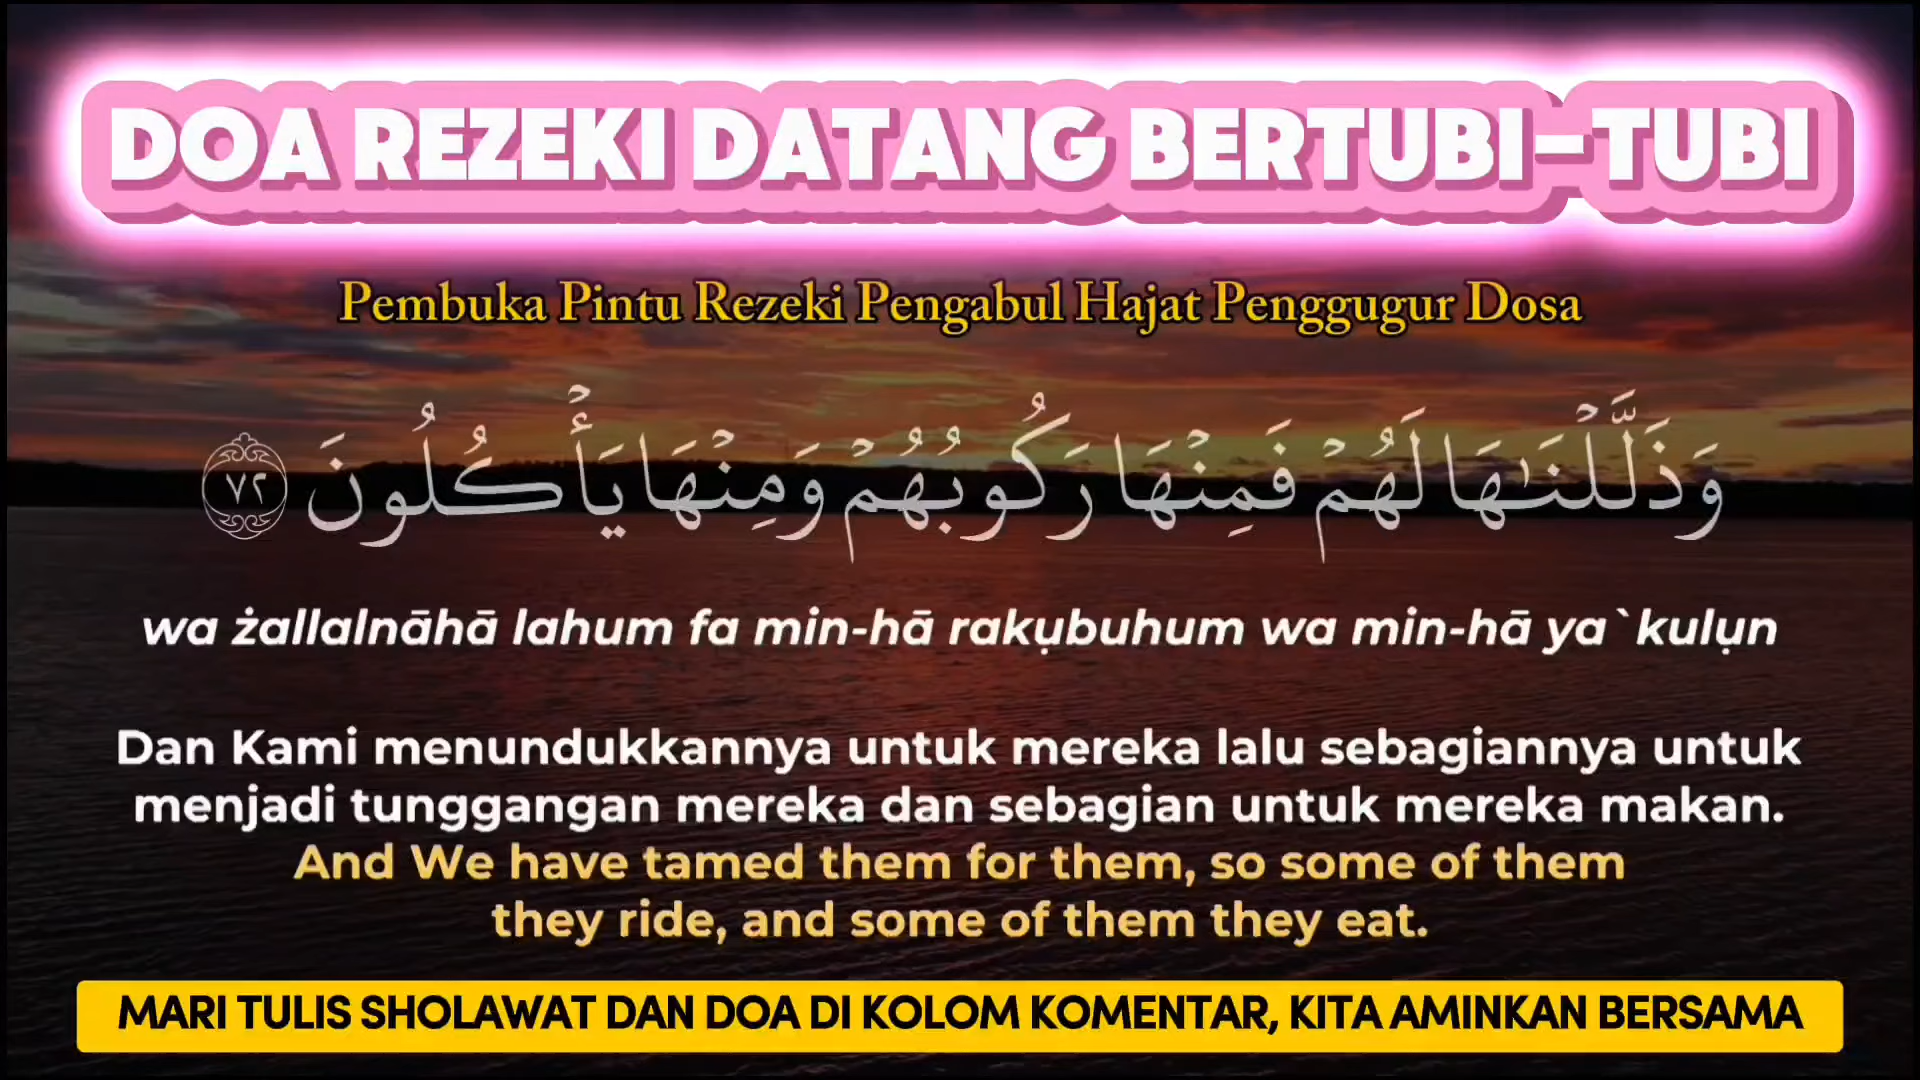 DOA REZEKI DATANG BERTUBI-TUBI
Pembuka Pintu Rezeki Pengabul Hajat Penggugur Dosa
وَذَلَّلْنَٰهَا لَهُمْ فَمِنْهَا رَكُوبُهُمْ وَمِنْهَا يَأْكُلُونَ ٧٢
wa żallalnāhā lahum fa min-hā rakụbuhum wa min-hā ya`kulụn
Dan Kami menundukkannya untuk mereka lalu sebagiannya untuk
menjadi tunggangan mereka dan sebagian untuk mereka makan.
And We have tamed them for them, so some of them
they ride, and some of them they eat.
MARI TULIS SHOLAWAT DAN DOA DI KOLOM KOMENTAR, KITA AMINKAN BERSAMA